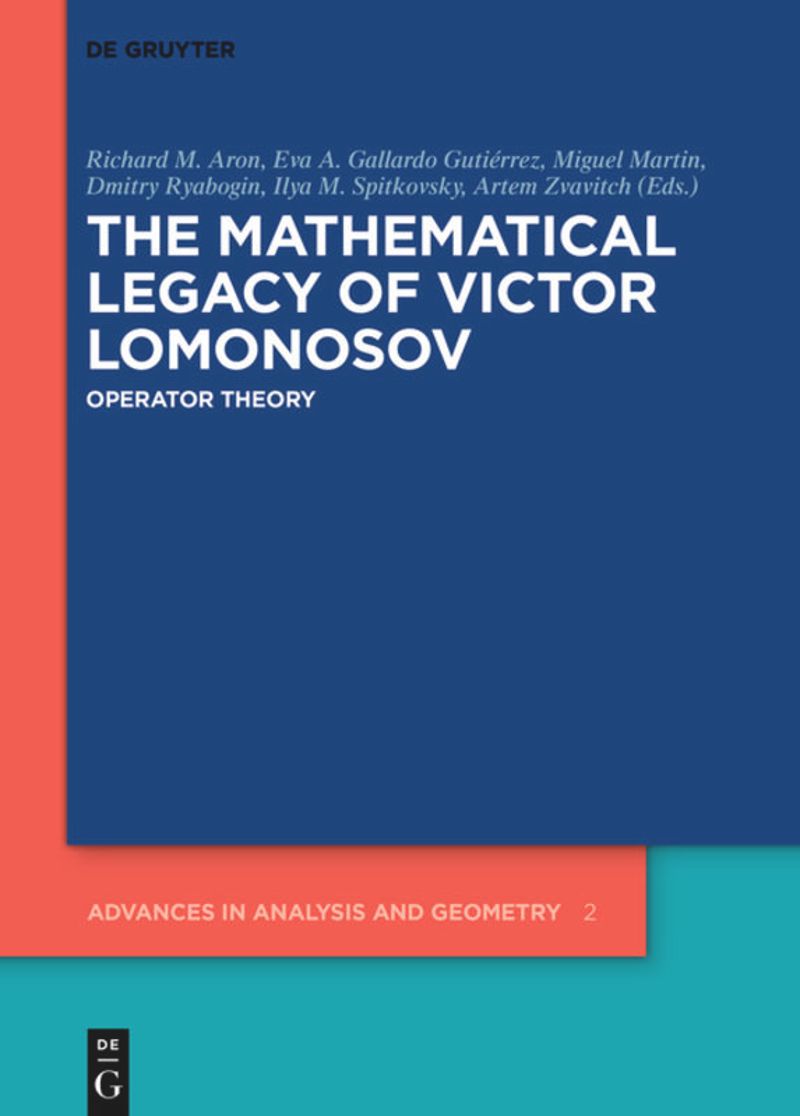 DE GRUYTER
Richard M. Aron, Eva A. Gallardo Gutiérrez, Miguel Martin,
Dmitry Ryabogin, Ilya M. Spitkovsky, Artem Zvavitch (Eds.)
THE MATHEMATICAL
LEGACY OF VICTOR
LOMONOSOV
OPERATOR THEORY
ADVANCES IN ANALYSIS AND GEOMETRY 2
DE
G